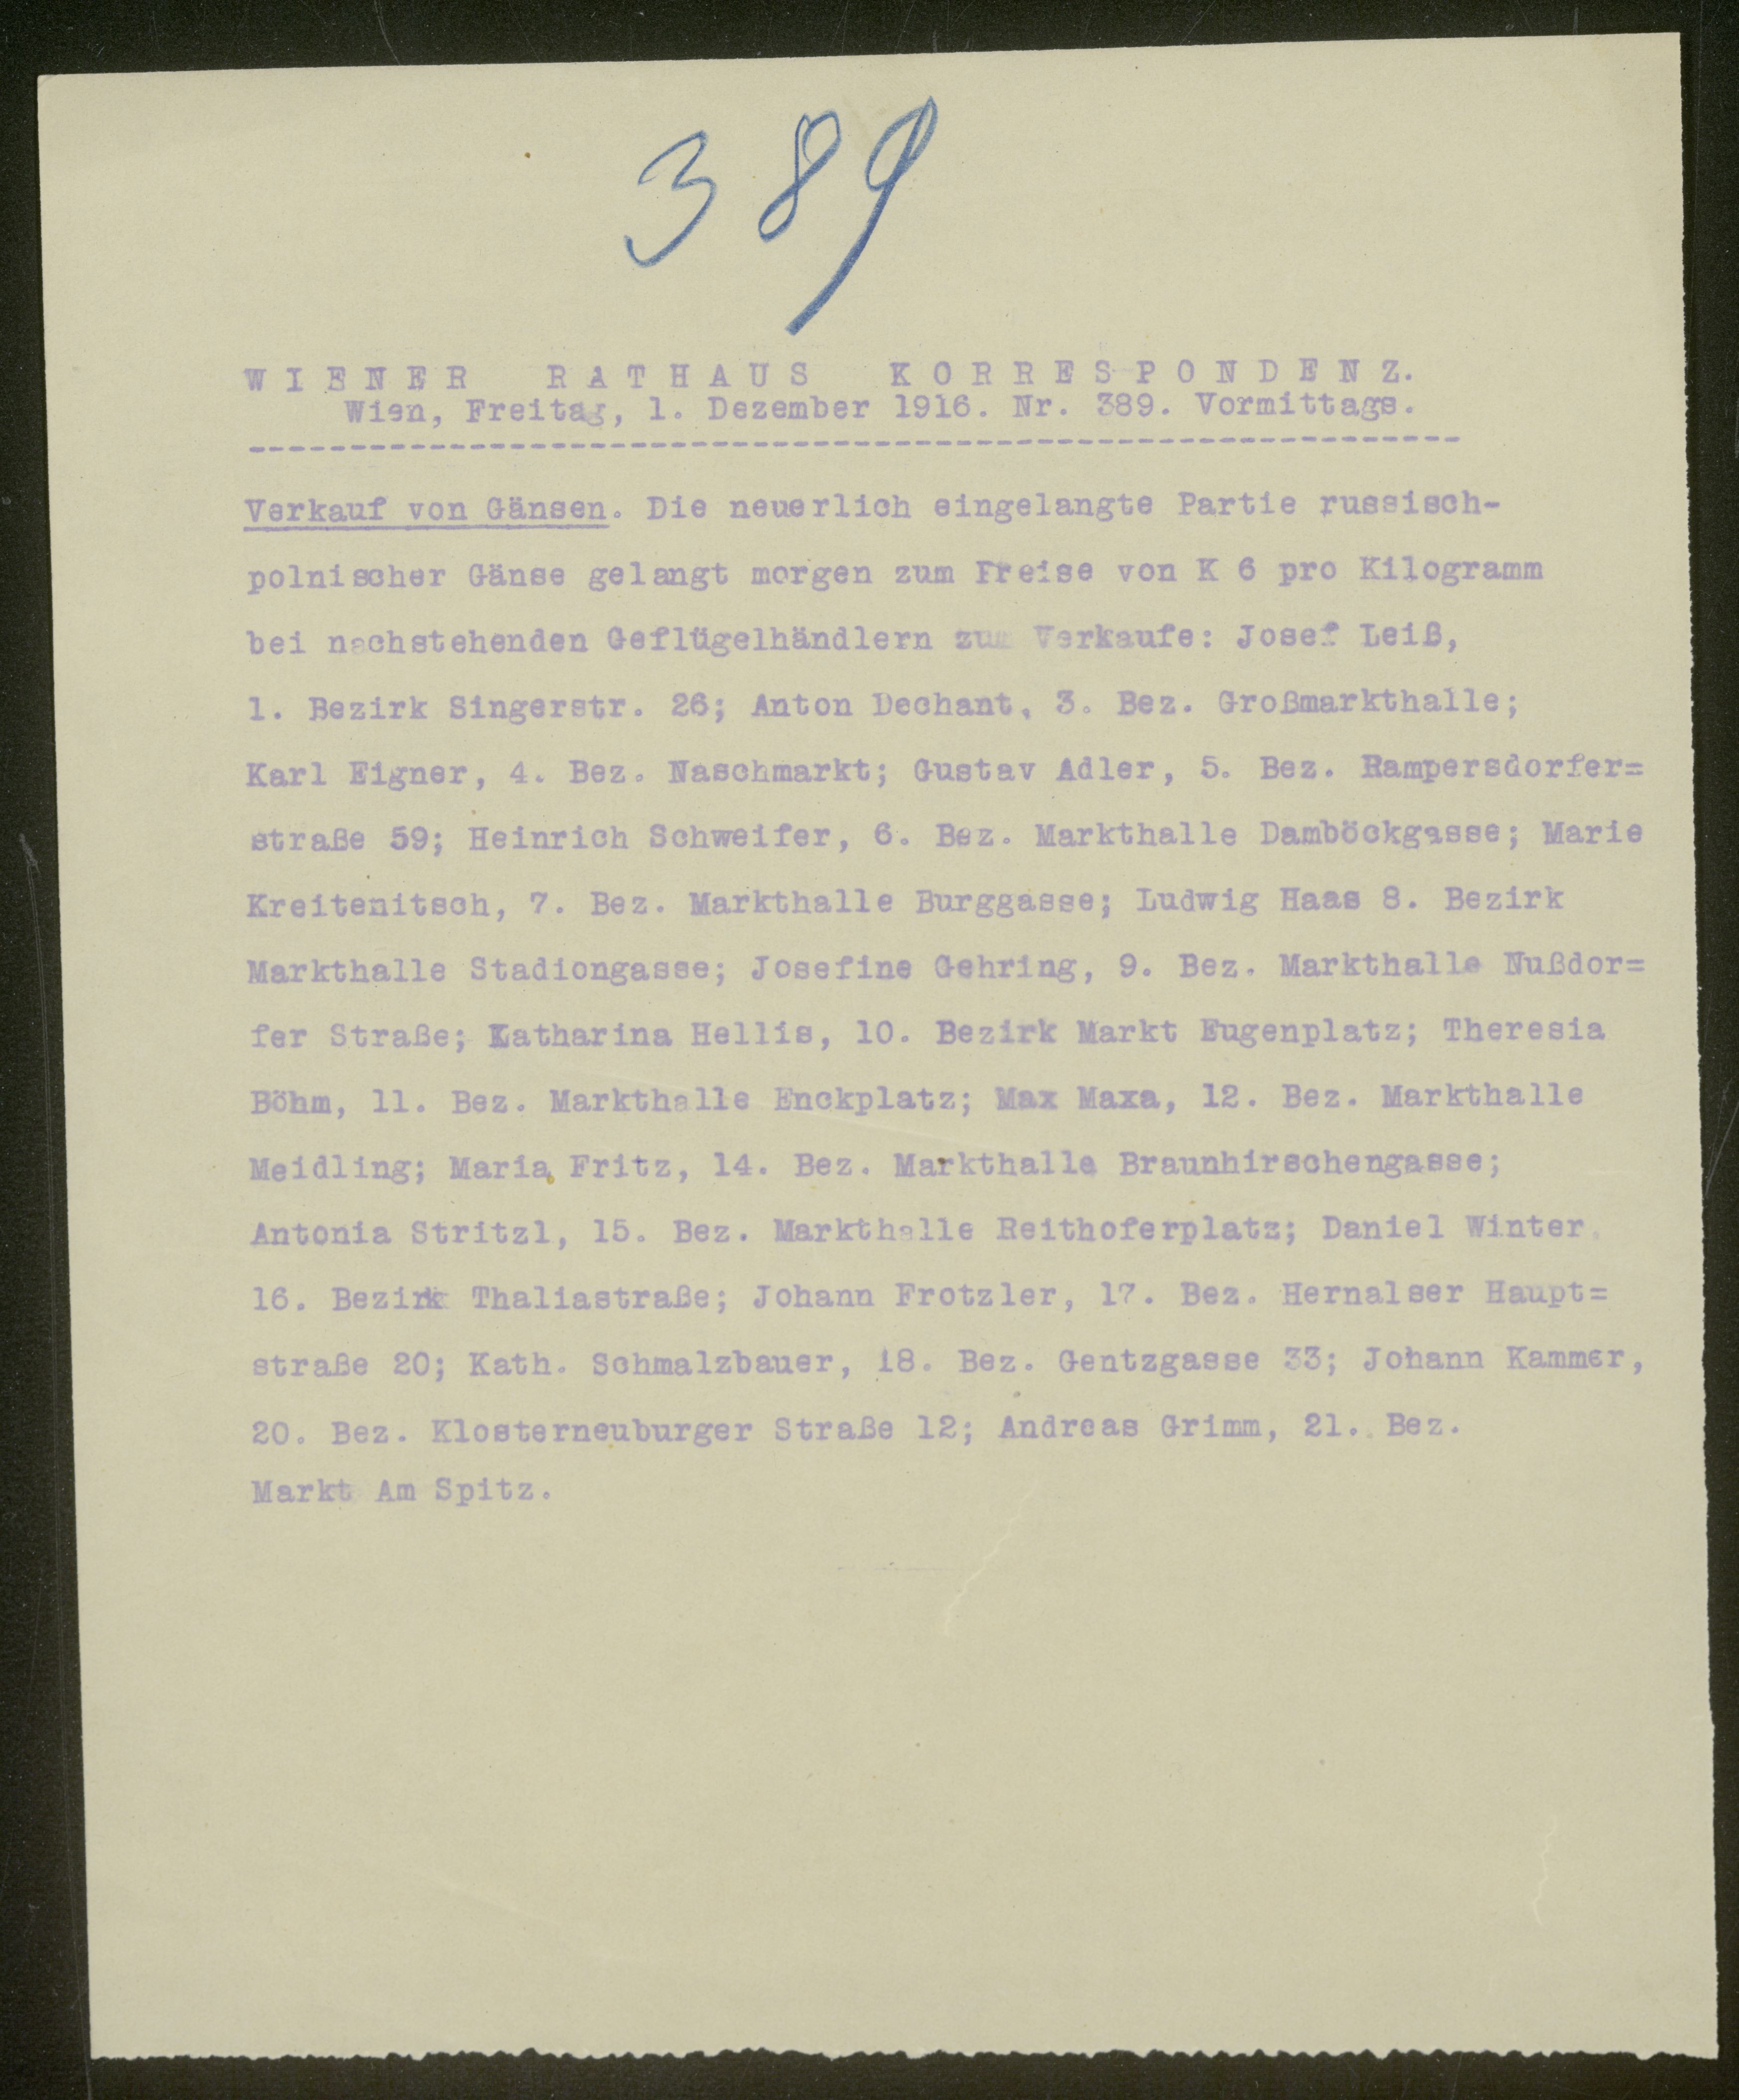 389
WIENER RATHAUS KORRESPONDENZ.
Wien, Freitag, 1. Dezember 1916. Nr. 389. Vormittags.
Verkauf von Gänsen. Die neuerlich eingelangte Partie russisch-
polnischer Gänse gelangt morgen zum Preise von K 6 pro Kilogramm
bei nachstehenden Geflügelhändlern zum Verkaufe: Josef Leiß,
1. Bezirk Singerstr. 26; Anton Dechant, 3. Bez. Großmarkthalle;
Karl Eigner, 4. Bez. Naschmarkt; Gustav Adler, 5. Bez. Rampersdorfer=
straße 59; Heinrich Schweifer, 6. Bez. Markthalle Damböckgasse; Marie
Kreitenitsch, 7. Bez. Markthalle Burggasse; Ludwig Haas 8. Bezirk
Markthalle Stadiongasse; Josefine Gehring, 9. Bez. Markthalle Nußdor=
fer Straße; Katharina Hellis, 10. Bezirk Markt Eugenplatz; Theresia
Böhm, 11. Bez. Markthalle Enckplatz; Max Maxa, 12. Bez. Markthalle
Meidling; Maria Fritz, 14. Bez. Markthalle Braunhirschengasse;
Antonia Stritzl, 15. Bez. Markthalle Reithoferplatz; Daniel Winter,
16. Bezirk Thaliastraße; Johann Frotzler, 17. Bez. Hernalser Haupt=
straße 20; Kath. Schmalzbauer, 18. Bez. Gentzgasse 33; Johann Kammer,
20. Bez. Klosterneuburger Straße 12; Andreas Grimm, 21. Bez.
Markt Am Spitz.